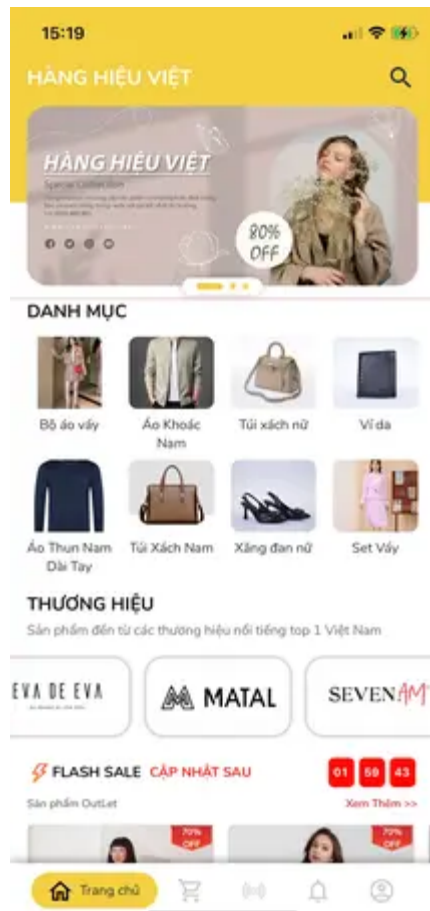 15:19
HÀNG HIỆU VIỆT
HÀNG HIỆU VIỆT
Special Collection
80%
OFF
DANH MỤC
Bộ áo váy
Áo Khoác
Nam
Túi xách nữ
Ví da
Áo Thun Nam
Dài Tay
Túi Xách Nam
Xăng đan nữ
Set Váy
THƯƠNG HIỆU
Sản phẩm đến từ các thương hiệu nổi tiếng top 1 Việt Nam
EVA DE EVA
MATAL
SEVEN.AM
FLASH SALE CẬP NHẬT SAU
01 59 43
Sản phẩm OutLet
Xem Thêm >>
70%
OFF
70%
OFF
Trang chủ